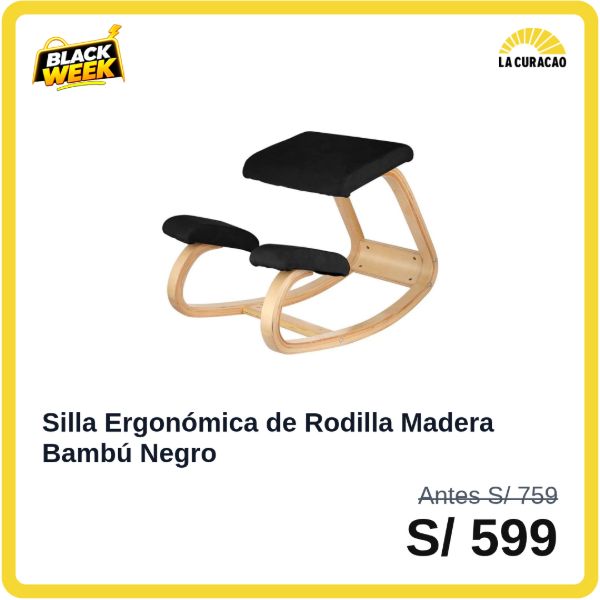 BLACK
WEEK
LA CURACAO
Silla Ergonómica de Rodilla Madera
Bambú Negro
Antes S/ 759
S/ 599